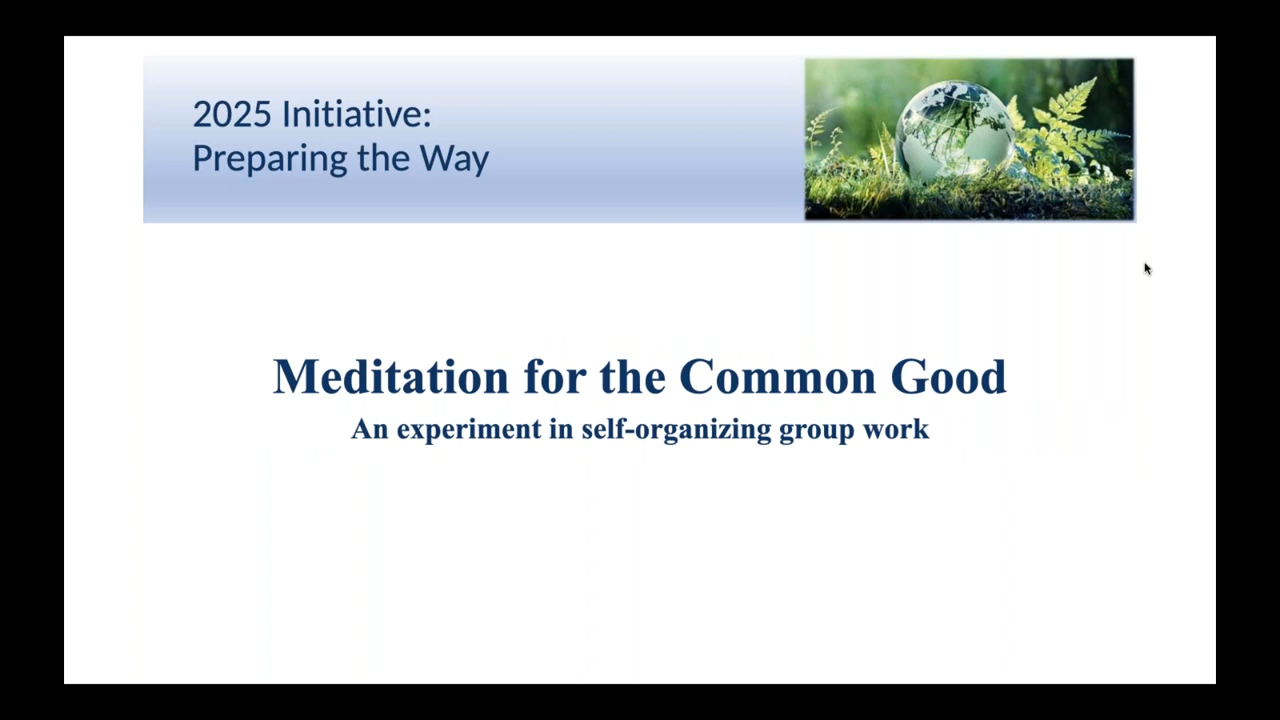 2025 Initiative:
Preparing the Way
Meditation for the Common Good
An experiment in self-organizing group work